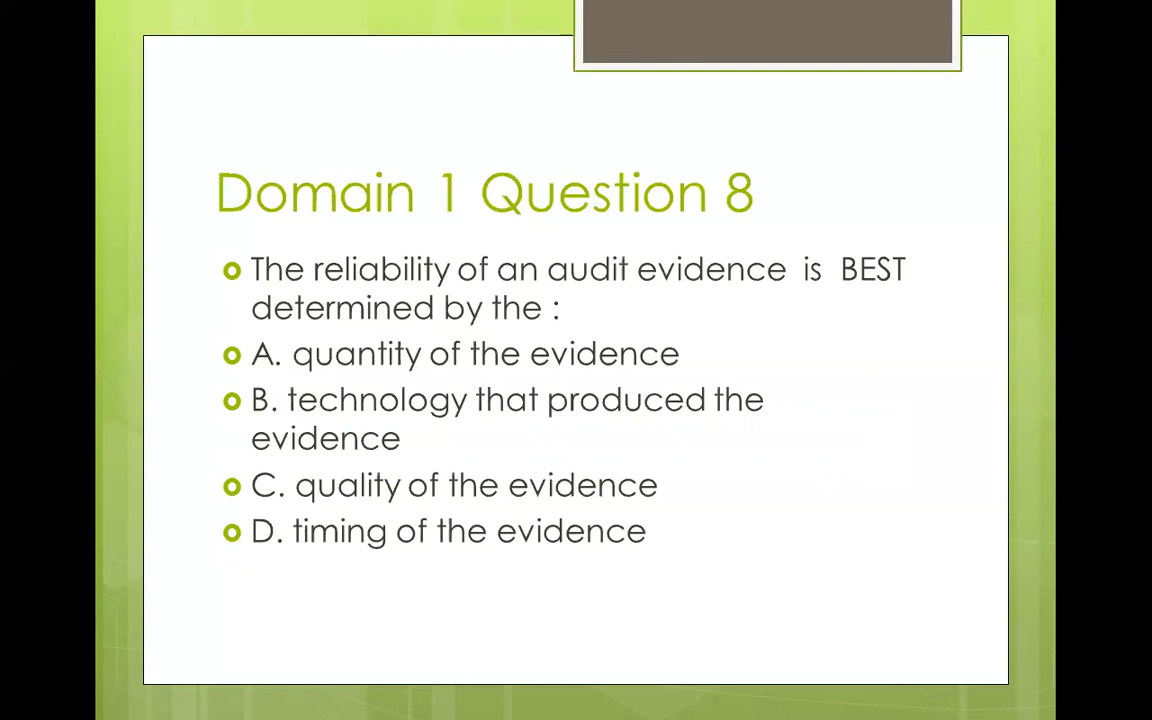 Domain 1 Question 8
The reliability of an audit evidence is BEST
determined by the :
A. quantity of the evidence
B. technology that produced the
evidence
C. quality of the evidence
D. timing of the evidence